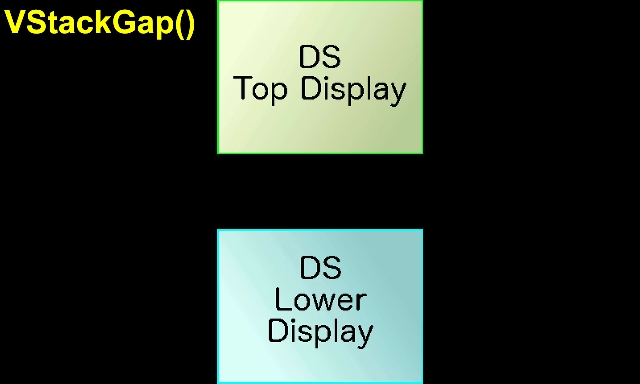 VStackGap()
DS
Top Display
DS
Lower
Display